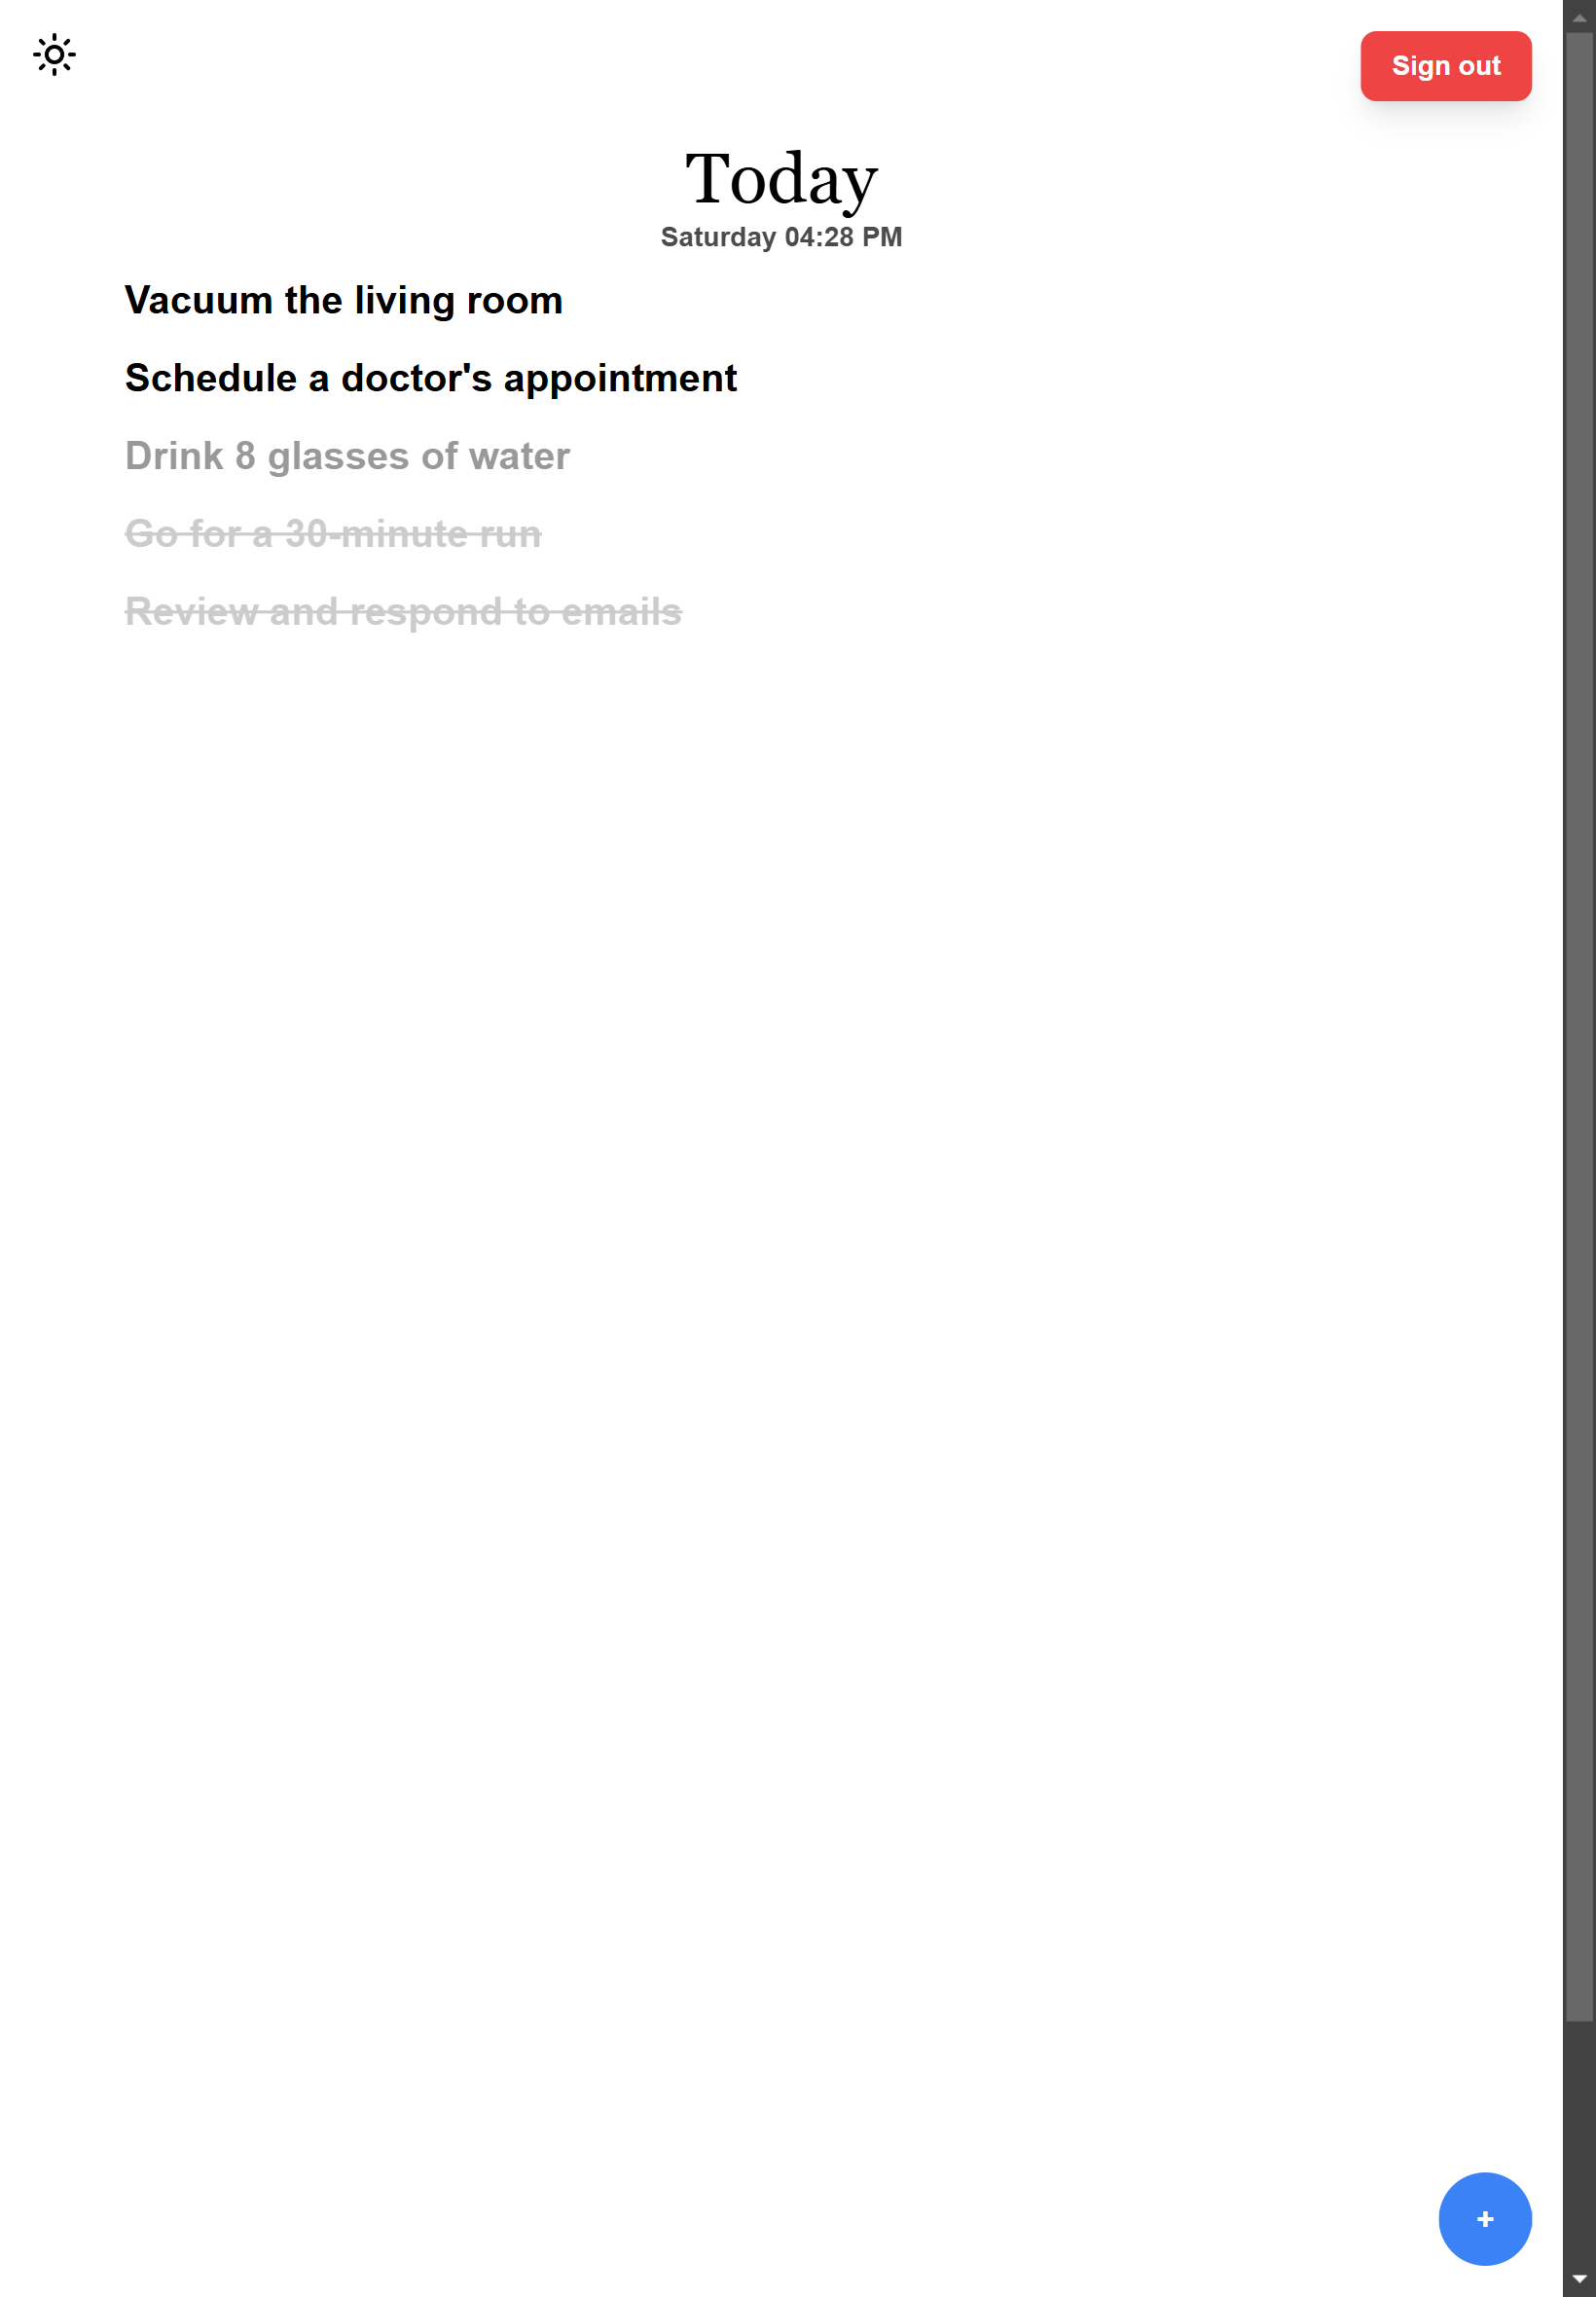 Sign out
Today
Saturday 04:28 PM
Vacuum the living room
Schedule a doctor's appointment
Drink 8 glasses of water
Go for a 30-minute run
Review and respond to emails
+